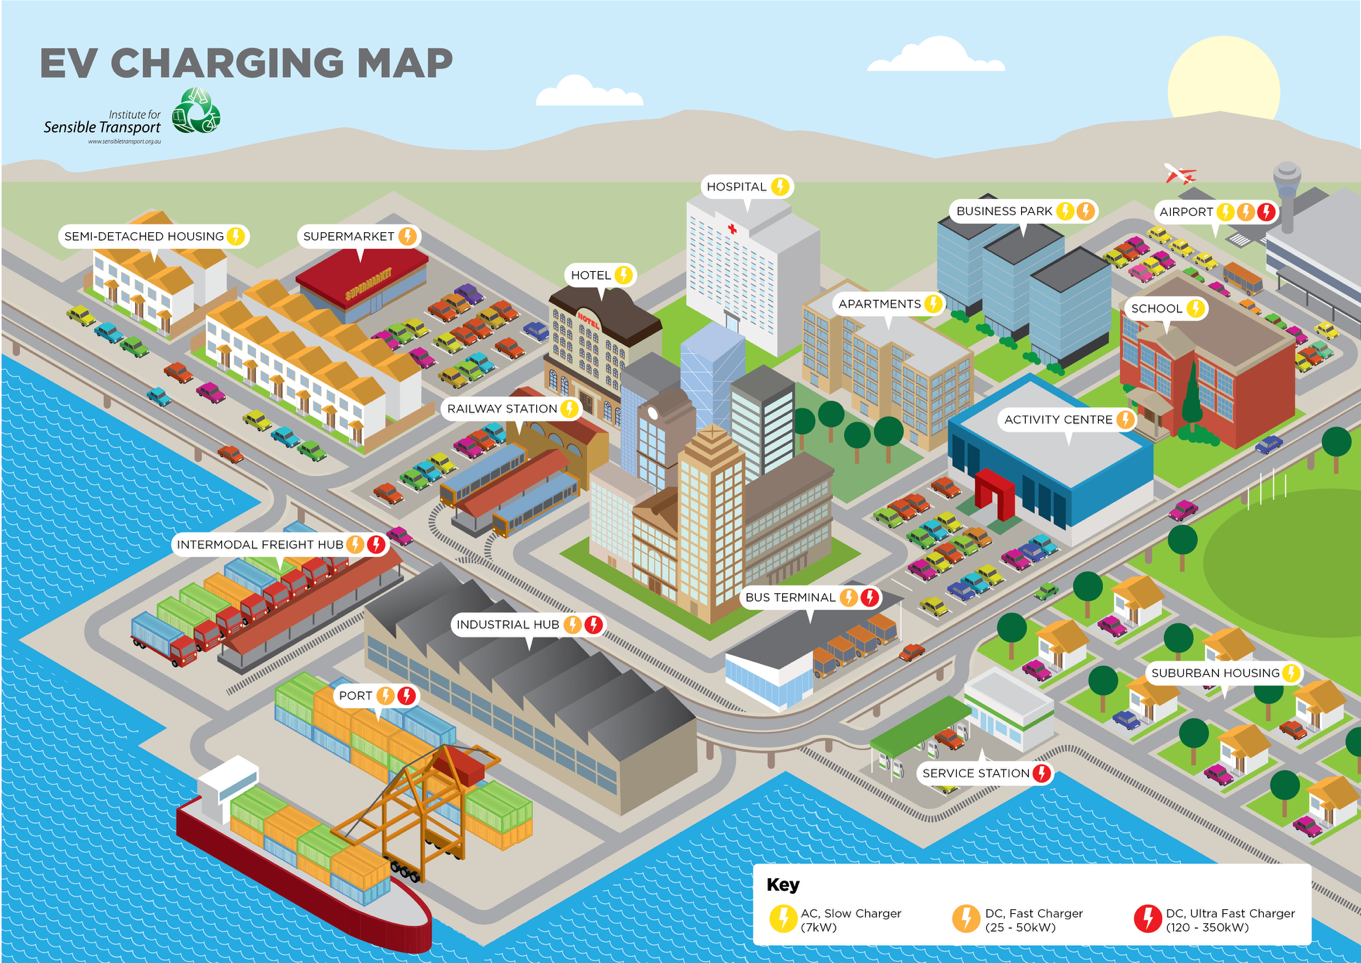 EV CHARGING MAP
Institute for
Sensible Transport
www.sensibletransport.org.au
HOSPITAL
SEMI-DETACHED HOUSING
SUPERMARKET
BUSINESS PARK
AIRPORT
SUPERMARKET
HOTEL
HOTEL
APARTMENTS
SCHOOL
RAILWAY STATION
ACTIVITY CENTRE
INTERMODAL FREIGHT HUB
BUS TERMINAL
INDUSTRIAL HUB
SUBURBAN HOUSING
PORT
SERVICE STATION
Key
AC, Slow Charger
(7kW)
DC, Fast Charger
(25 - 50kW)
DC, Ultra Fast Charger
(120 - 350kW)